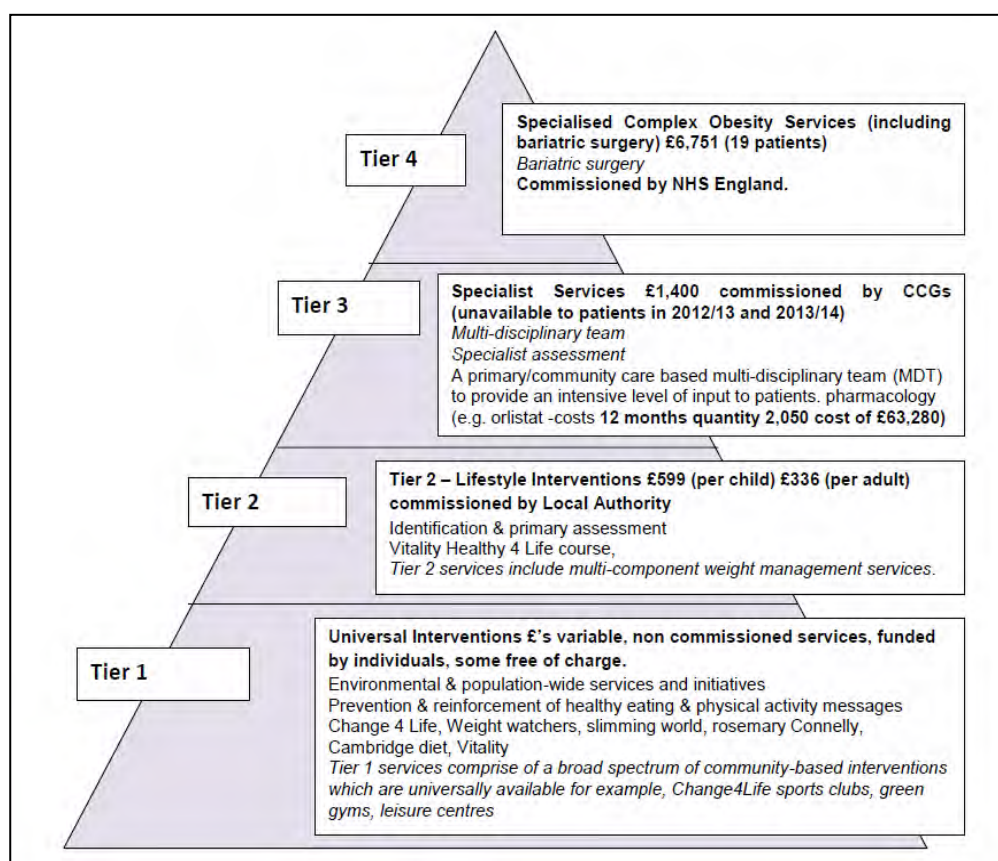 Tier 4
Specialised Complex Obesity Services (including
bariatric surgery) £6,751 (19 patients)
Bariatric surgery
Commissioned by NHS England.
Tier 3
Specialist Services £1,400 commissioned by CCGs
(unavailable to patients in 2012/13 and 2013/14)
Multi-disciplinary team
Specialist assessment
A primary/community care based multi-disciplinary team (MDT)
to provide an intensive level of input to patients. pharmacology
(e.g. orlistat -costs 12 months quantity 2,050 cost of £63,280)
Tier 2
Tier 2 – Lifestyle Interventions £599 (per child) £336 (per adult)
commissioned by Local Authority
Identification & primary assessment
Vitality Healthy 4 Life course,
Tier 2 services include multi-component weight management services.
Tier 1
Universal Interventions £'s variable, non commissioned services, funded
by individuals, some free of charge.
Environmental & population-wide services and initiatives
Prevention & reinforcement of healthy eating & physical activity messages
Change 4 Life, Weight watchers, slimming world, rosemary Connelly,
Cambridge diet, Vitality
Tier 1 services comprise of a broad spectrum of community-based interventions
which are universally available for example, Change4Life sports clubs, green
gyms, leisure centres